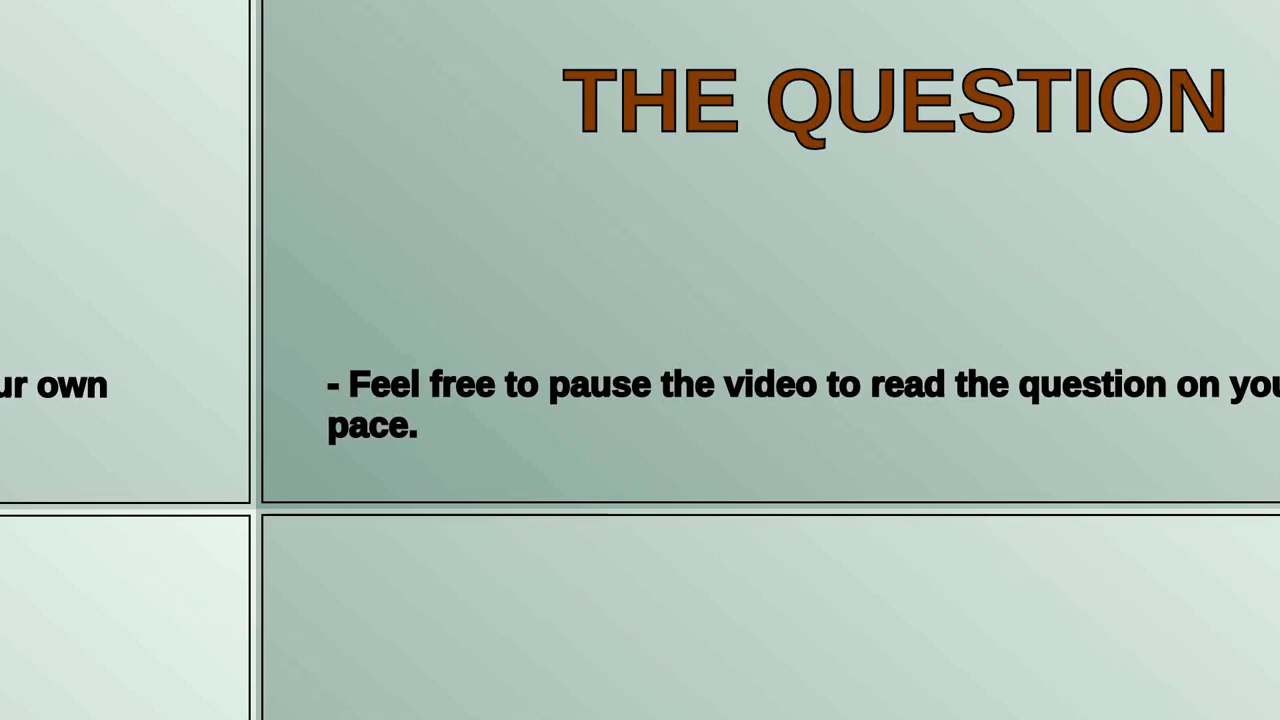 THE QUESTION
ur own
- Feel free to pause the video to read the question on you
pace.